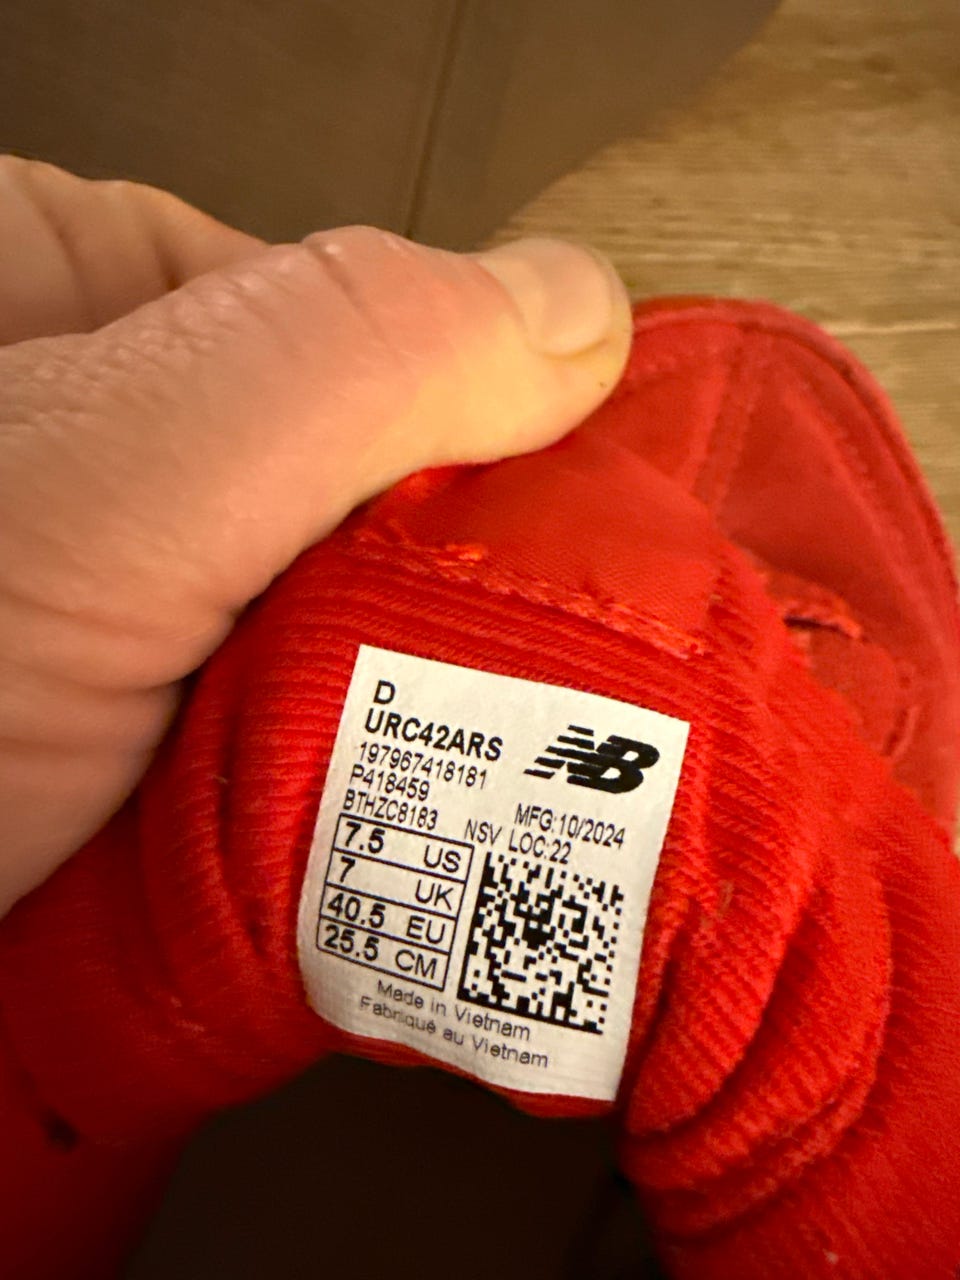 D
URC42ARS
197967418181
P418459
BTHZC8183
NB
MFG:10/2024
NSV LOC:22
7.5 US
7 UK
40.5 EU
25.5 CM
Made in Vietnam
Fabriqué au Vietnam